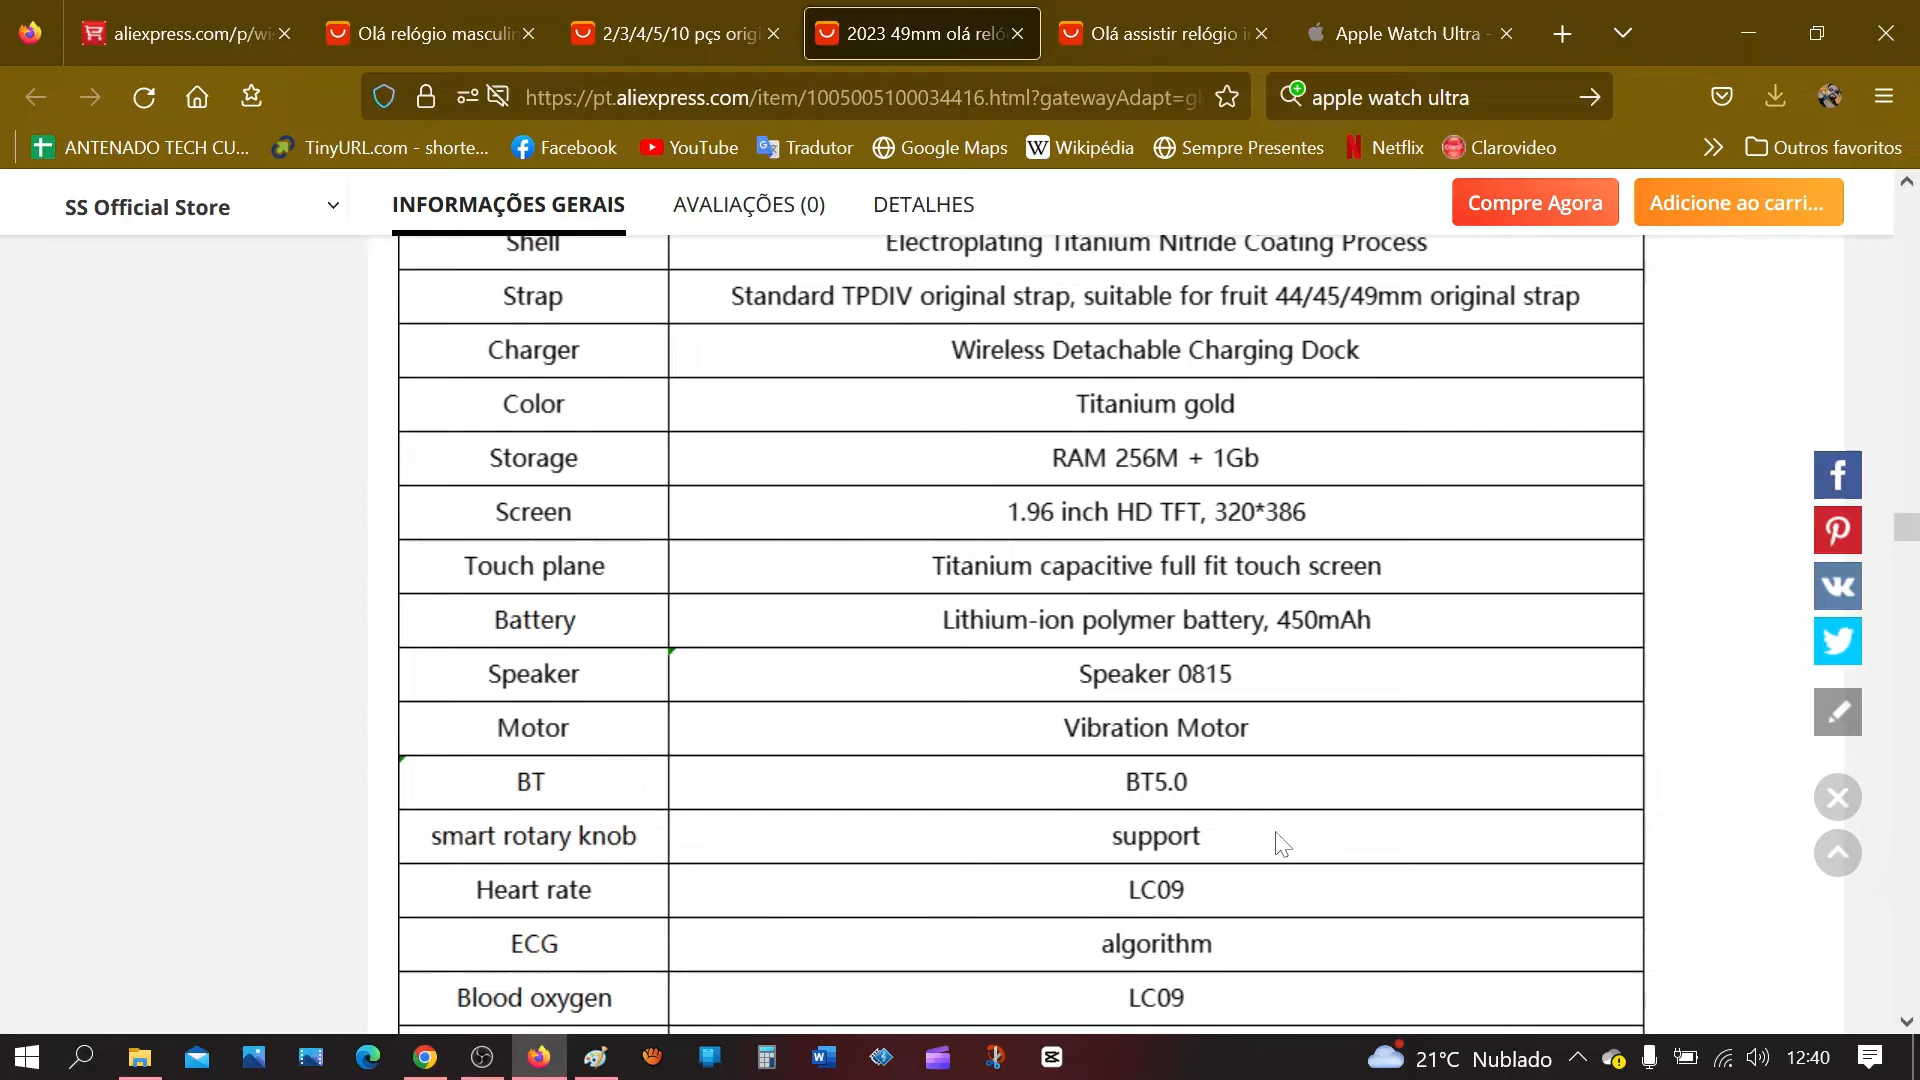 aliexpress.com/p/wi
Olá relógio masculin
2/3/4/5/10 pçs origi
2023 49mm olá reló
Olá assistir relógio i
Apple Watch Ultra -
https://pt.aliexpress.com/item/1005005100034416.html?gatewayAdapt=gl
apple watch ultra
ANTENADO TECH CU...
TinyURL.com - shorte...
Facebook
YouTube
Tradutor
Google Maps
W Wikipédia
Sempre Presentes
Netflix
Clarovideo
Outros favoritos
SS Official Store
INFORMAÇÕES GERAIS
AVALIAÇÕES (0)
DETALHES
Compre Agora
Adicione ao carri...
Shell Electroplating Titanium Nitride Coating Process
Strap Standard TPDIV original strap, suitable for fruit 44/45/49mm original strap
Charger Wireless Detachable Charging Dock
Color Titanium gold
Storage RAM 256M + 1Gb
Screen 1.96 inch HD TFT, 320*386
Touch plane Titanium capacitive full fit touch screen
Battery Lithium-ion polymer battery, 450mAh
Speaker Speaker 0815
Motor Vibration Motor
BT BT5.0
smart rotary knob support
Heart rate LC09
ECG algorithm
Blood oxygen LC09
21°C Nublado
12:40